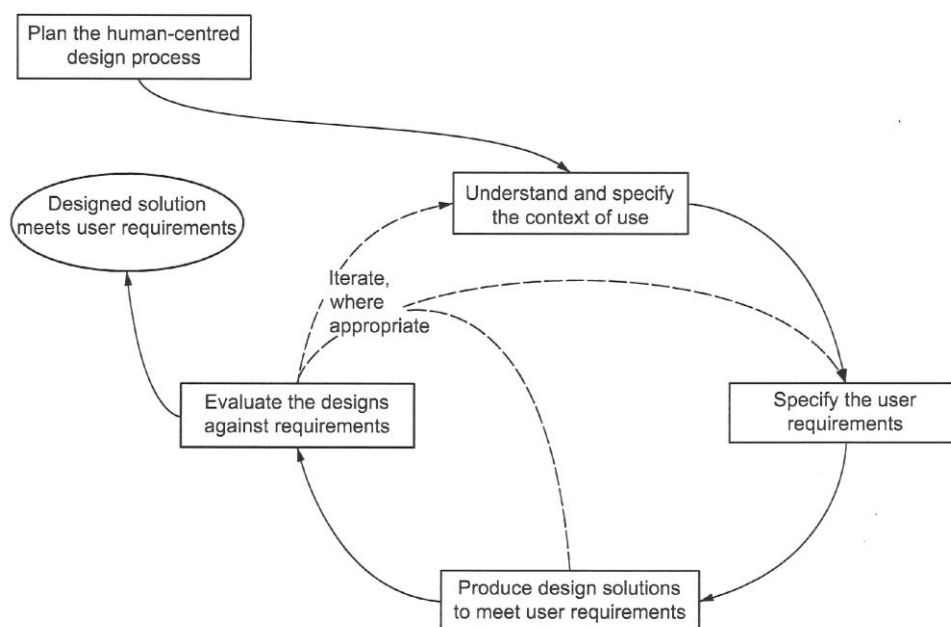 Plan the human-centred
design process
Understand and specify
the context of use
Designed solution
meets user requirements
Iterate,
where
appropriate
Evaluate the designs
against requirements
Specify the user
requirements
Produce design solutions
to meet user requirements